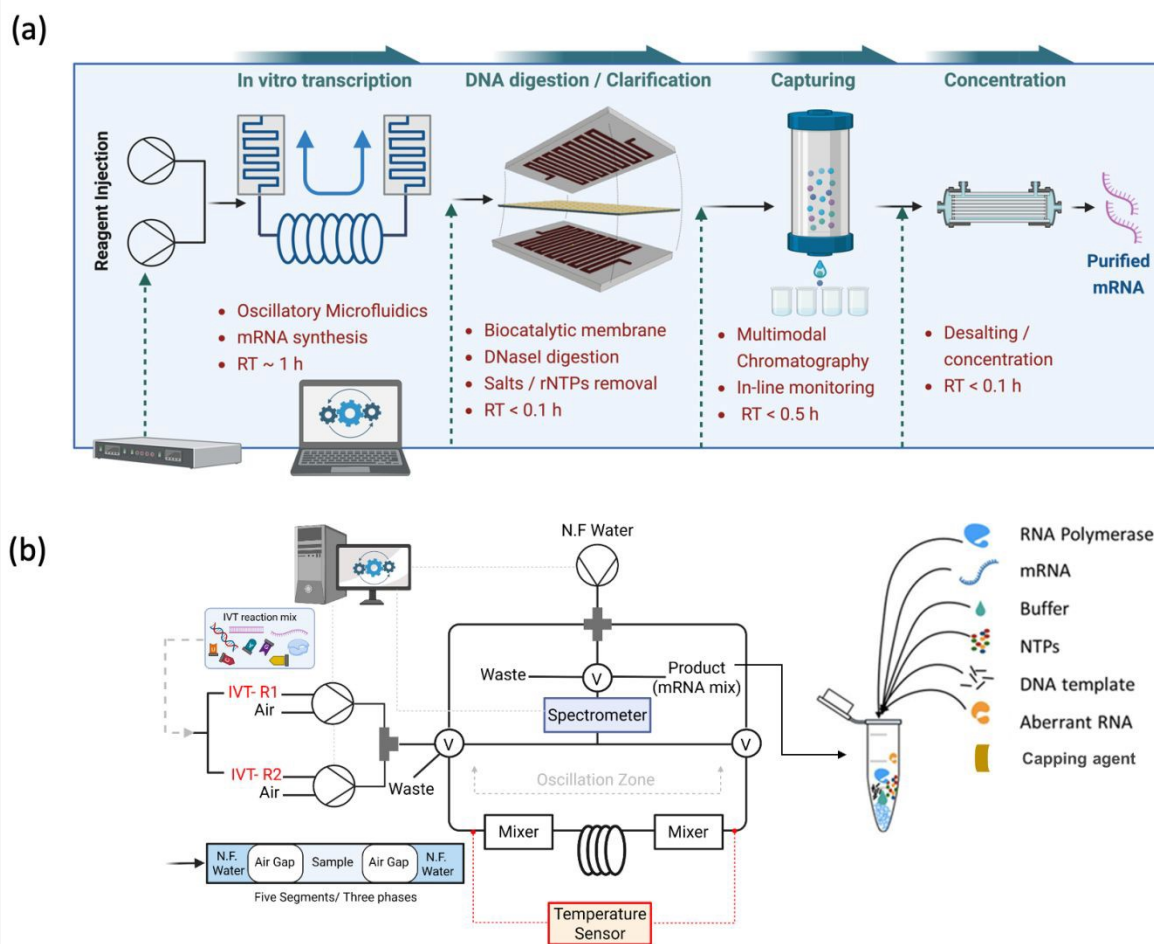 (a)
In vitro transcription
DNA digestion / Clarification
Capturing
Concentration
Reagent Injection
• Oscillatory Microfluidics
• mRNA synthesis
• RT ~ 1 h
• Biocatalytic membrane
• DNaseI digestion
• Salts / rNTPs removal
• RT < 0.1 h
• Multimodal
Chromatography
• In-line monitoring
• RT < 0.5 h
• Desalting /
concentration
• RT < 0.1 h
Purified
mRNA
(b)
N.F Water
IVT reaction mix
IVT- R1
Air
IVT- R2
Air
Waste
V
Waste
V
Product
(mRNA mix)
Spectrometer
V
Oscillation Zone
Mixer
Mixer
Temperature
Sensor
N.F.
Water
Air Gap
Sample
Air Gap
N.F.
Water
Five Segments/ Three phases
RNA Polymerase
mRNA
Buffer
NTPs
DNA template
Aberrant RNA
Capping agent